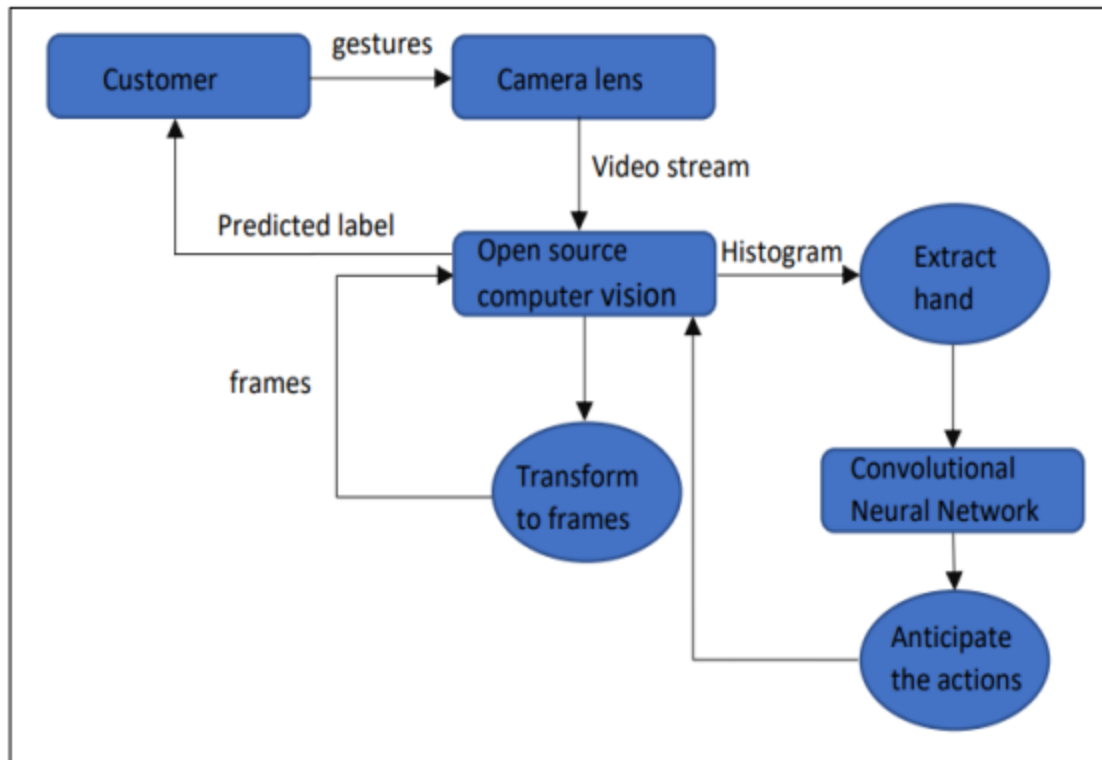 gestures
Customer
Camera lens
Video stream
Predicted label
Open source
computer vision
Histogram
Extract
hand
frames
Transform
to frames
Convolutional
Neural Network
Anticipate
the actions